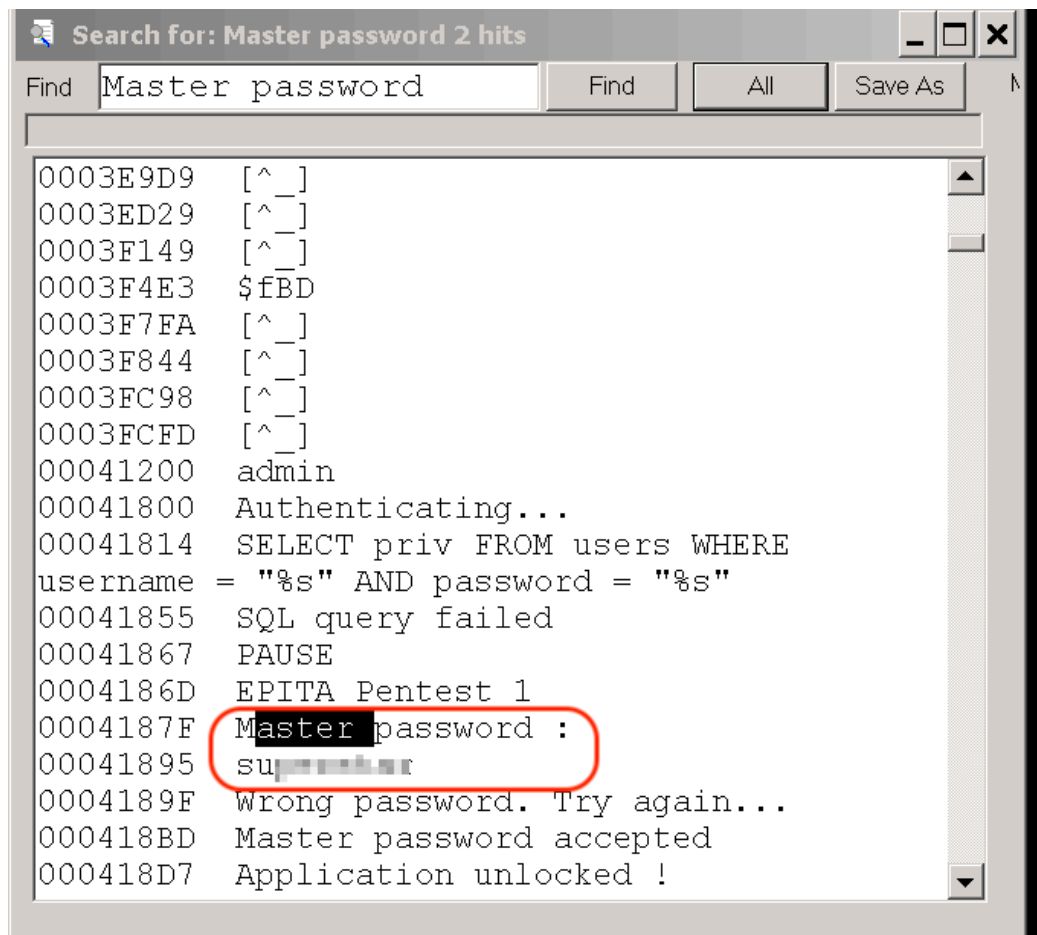 Search for: Master password 2 hits
Find Master password Find All Save As
0003E9D9 [^_]
0003ED29 [^_]
0003F149 [^_]
0003F4E3 $fBD
0003F7FA [^_]
0003F844 [^_]
0003FC98 [^_]
0003FCFD [^_]
00041200 admin
00041800 Authenticating...
00041814 SELECT priv FROM users WHERE
username = "%s" AND password = "%s"
00041855 SQL query failed
00041867 PAUSE
0004186D EPITA Pentest 1
0004187F Master password :
00041895
0004189F Wrong password. Try again...
000418BD Master password accepted
000418D7 Application unlocked !